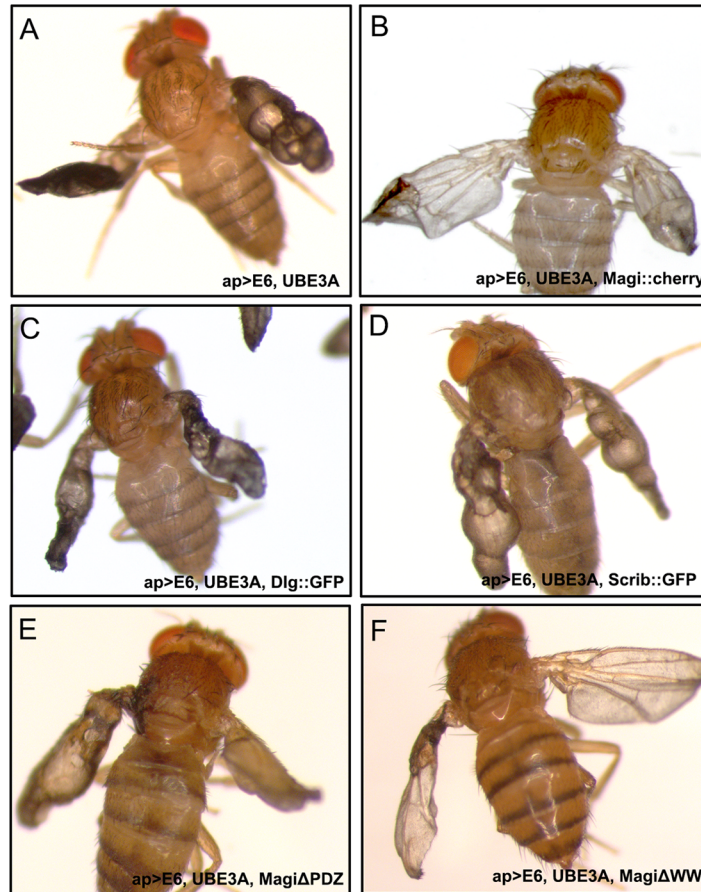 A
ap>E6, UBE3A
B
ap>E6, UBE3A, Magi::cherry
C
ap>E6, UBE3A, Dlg::GFP
D
ap>E6, UBE3A, Scrib::GFP
E
ap>E6, UBE3A, MagiΔPDZ
F
ap>E6, UBE3A, MagiΔWW